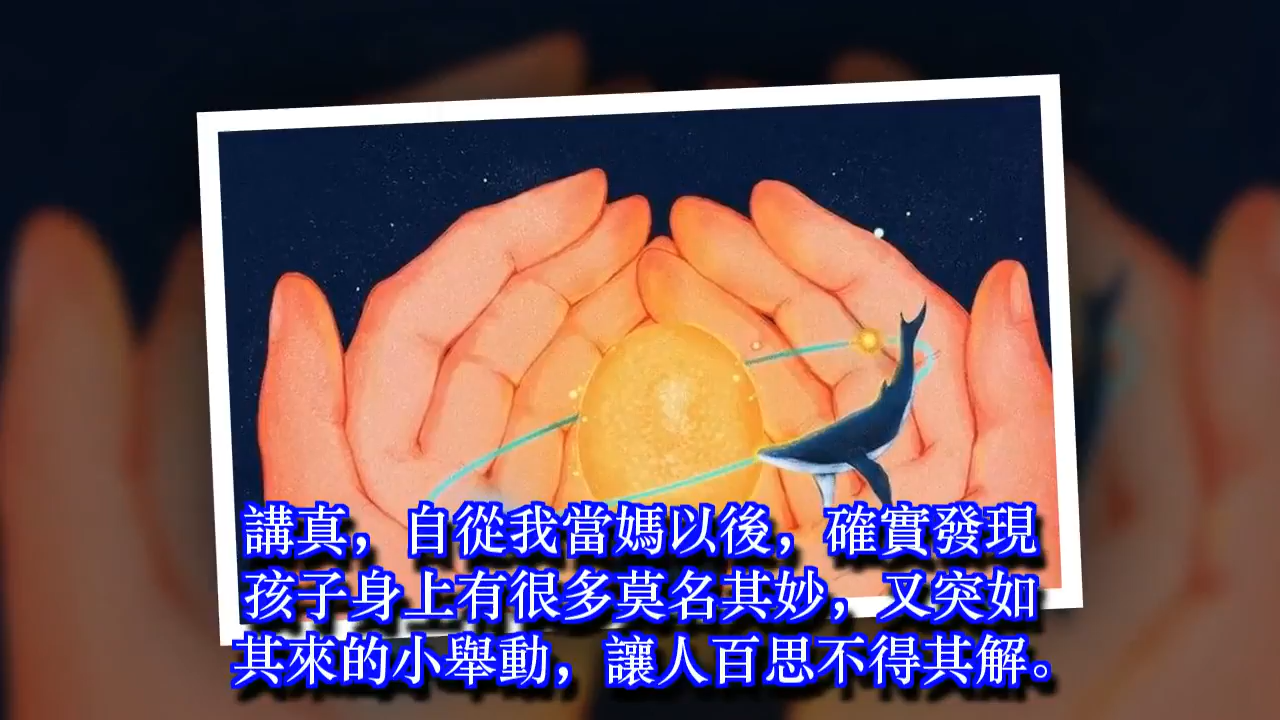 講真，自從我當媽以後，確實發現
孩子身上有很多莫名其妙，又突如
其來的小舉動，讓人百思不得其解。